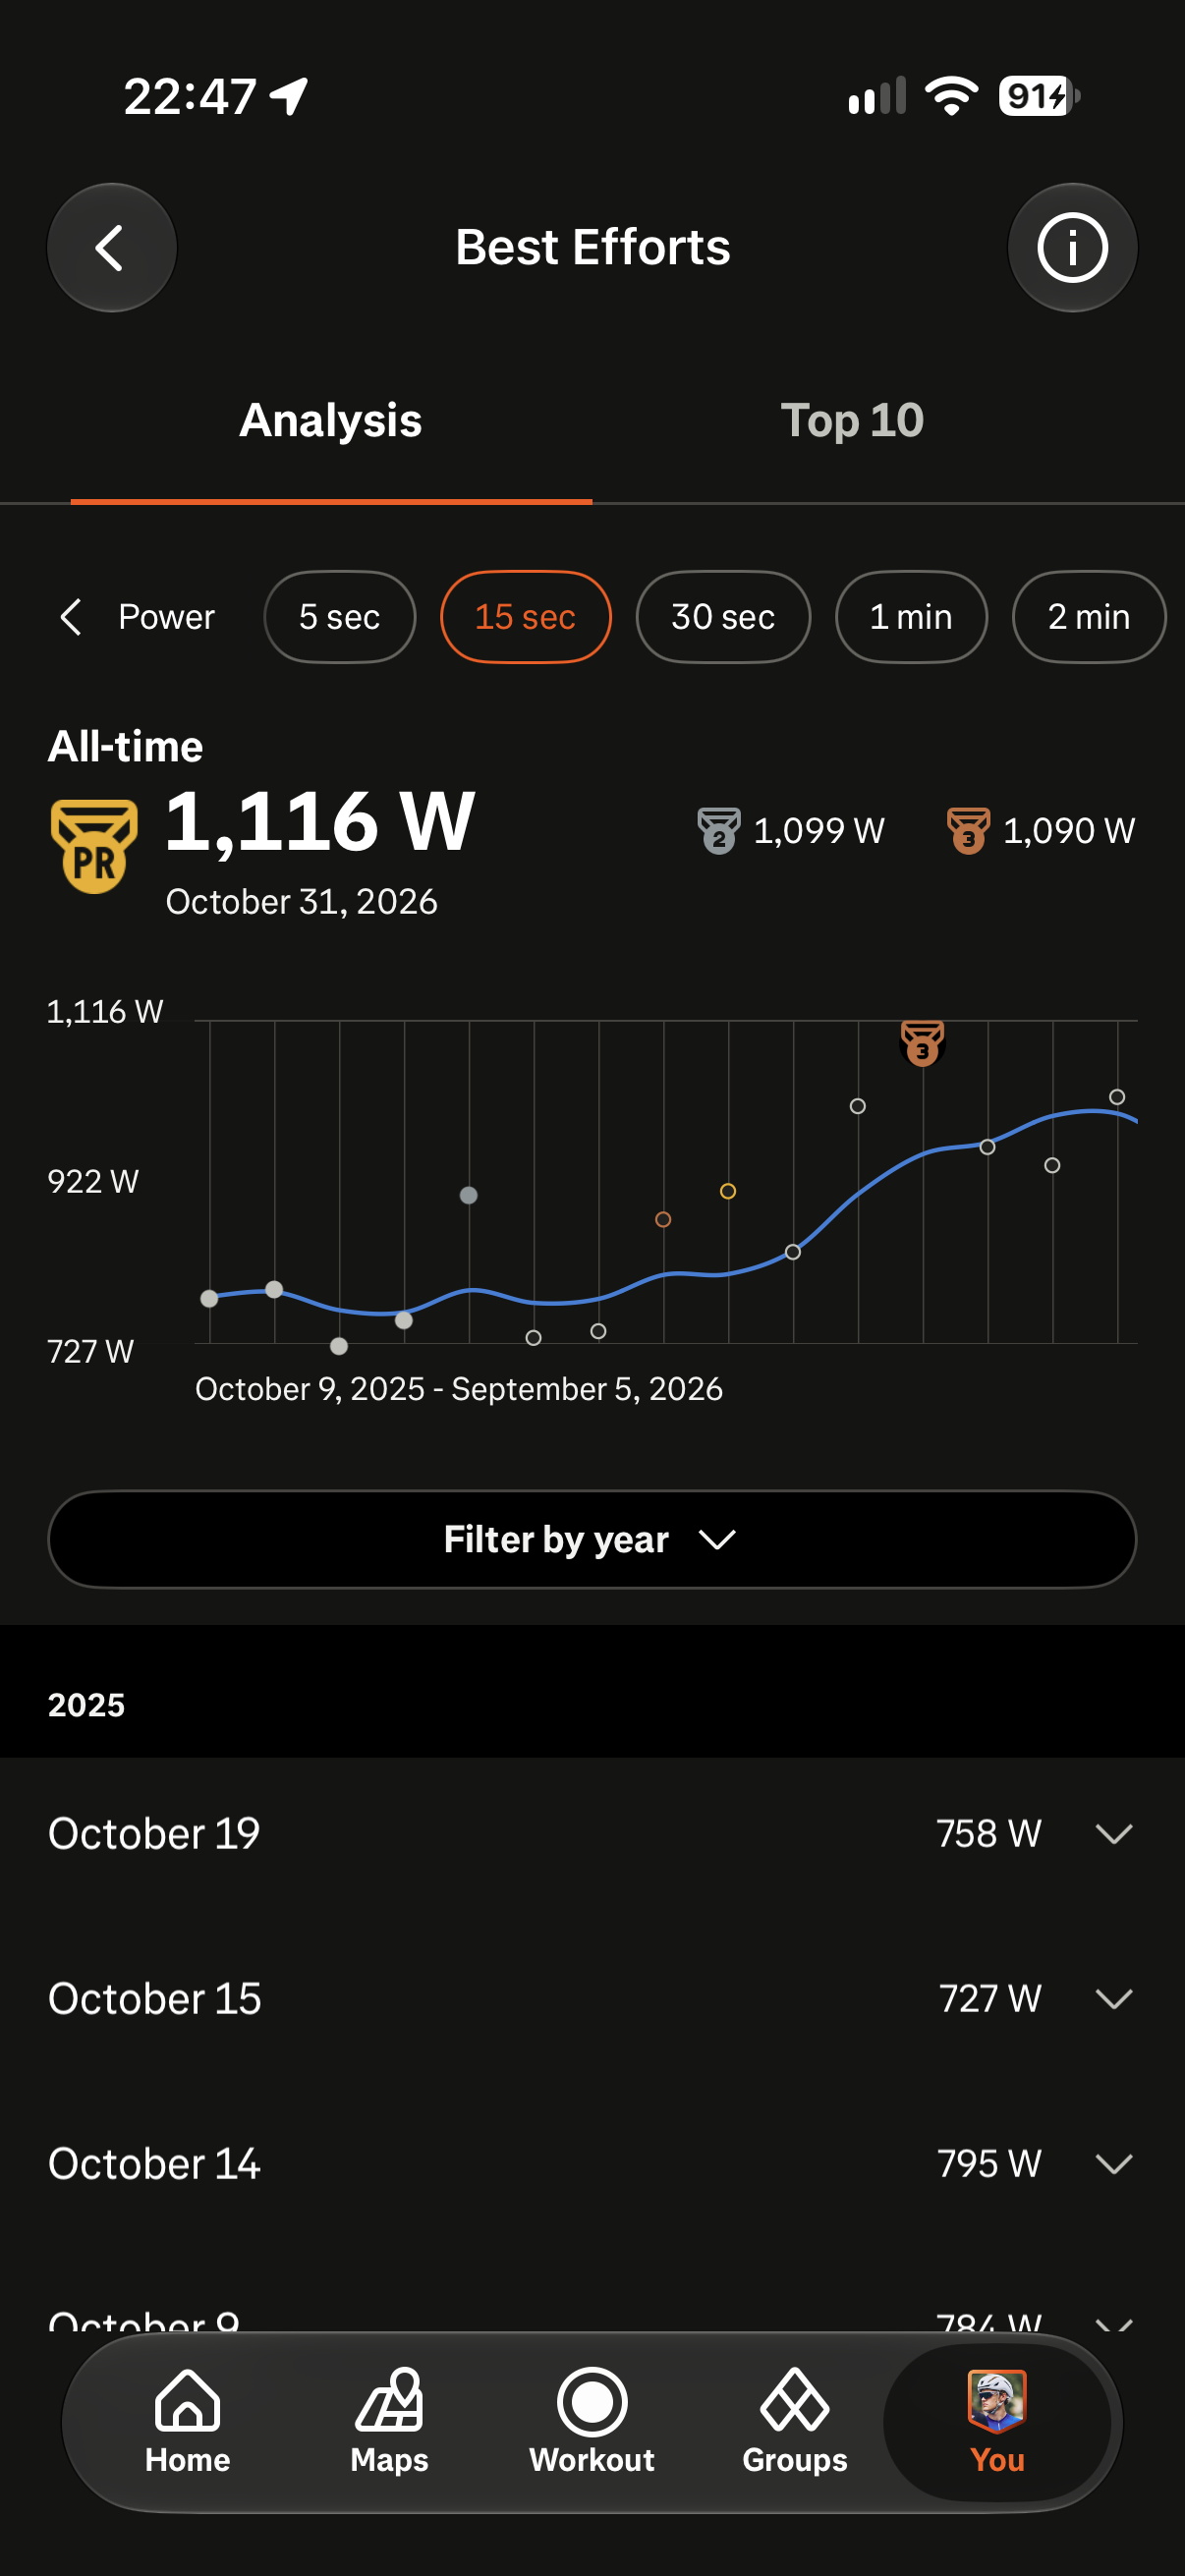 22:47
91
Best Efforts
Analysis
Top 10
Power
5 sec
15 sec
30 sec
1 min
2 min
All-time
PR
1,116 W
October 31, 2026
2
1,099 W
3
1,090 W
1,116 W
3
922 W
727 W
October 9, 2025 - September 5, 2026
Filter by year
2025
October 19
758 W
October 15
727 W
October 14
795 W
October 9
784 W
Home
Maps
Workout
Groups
You